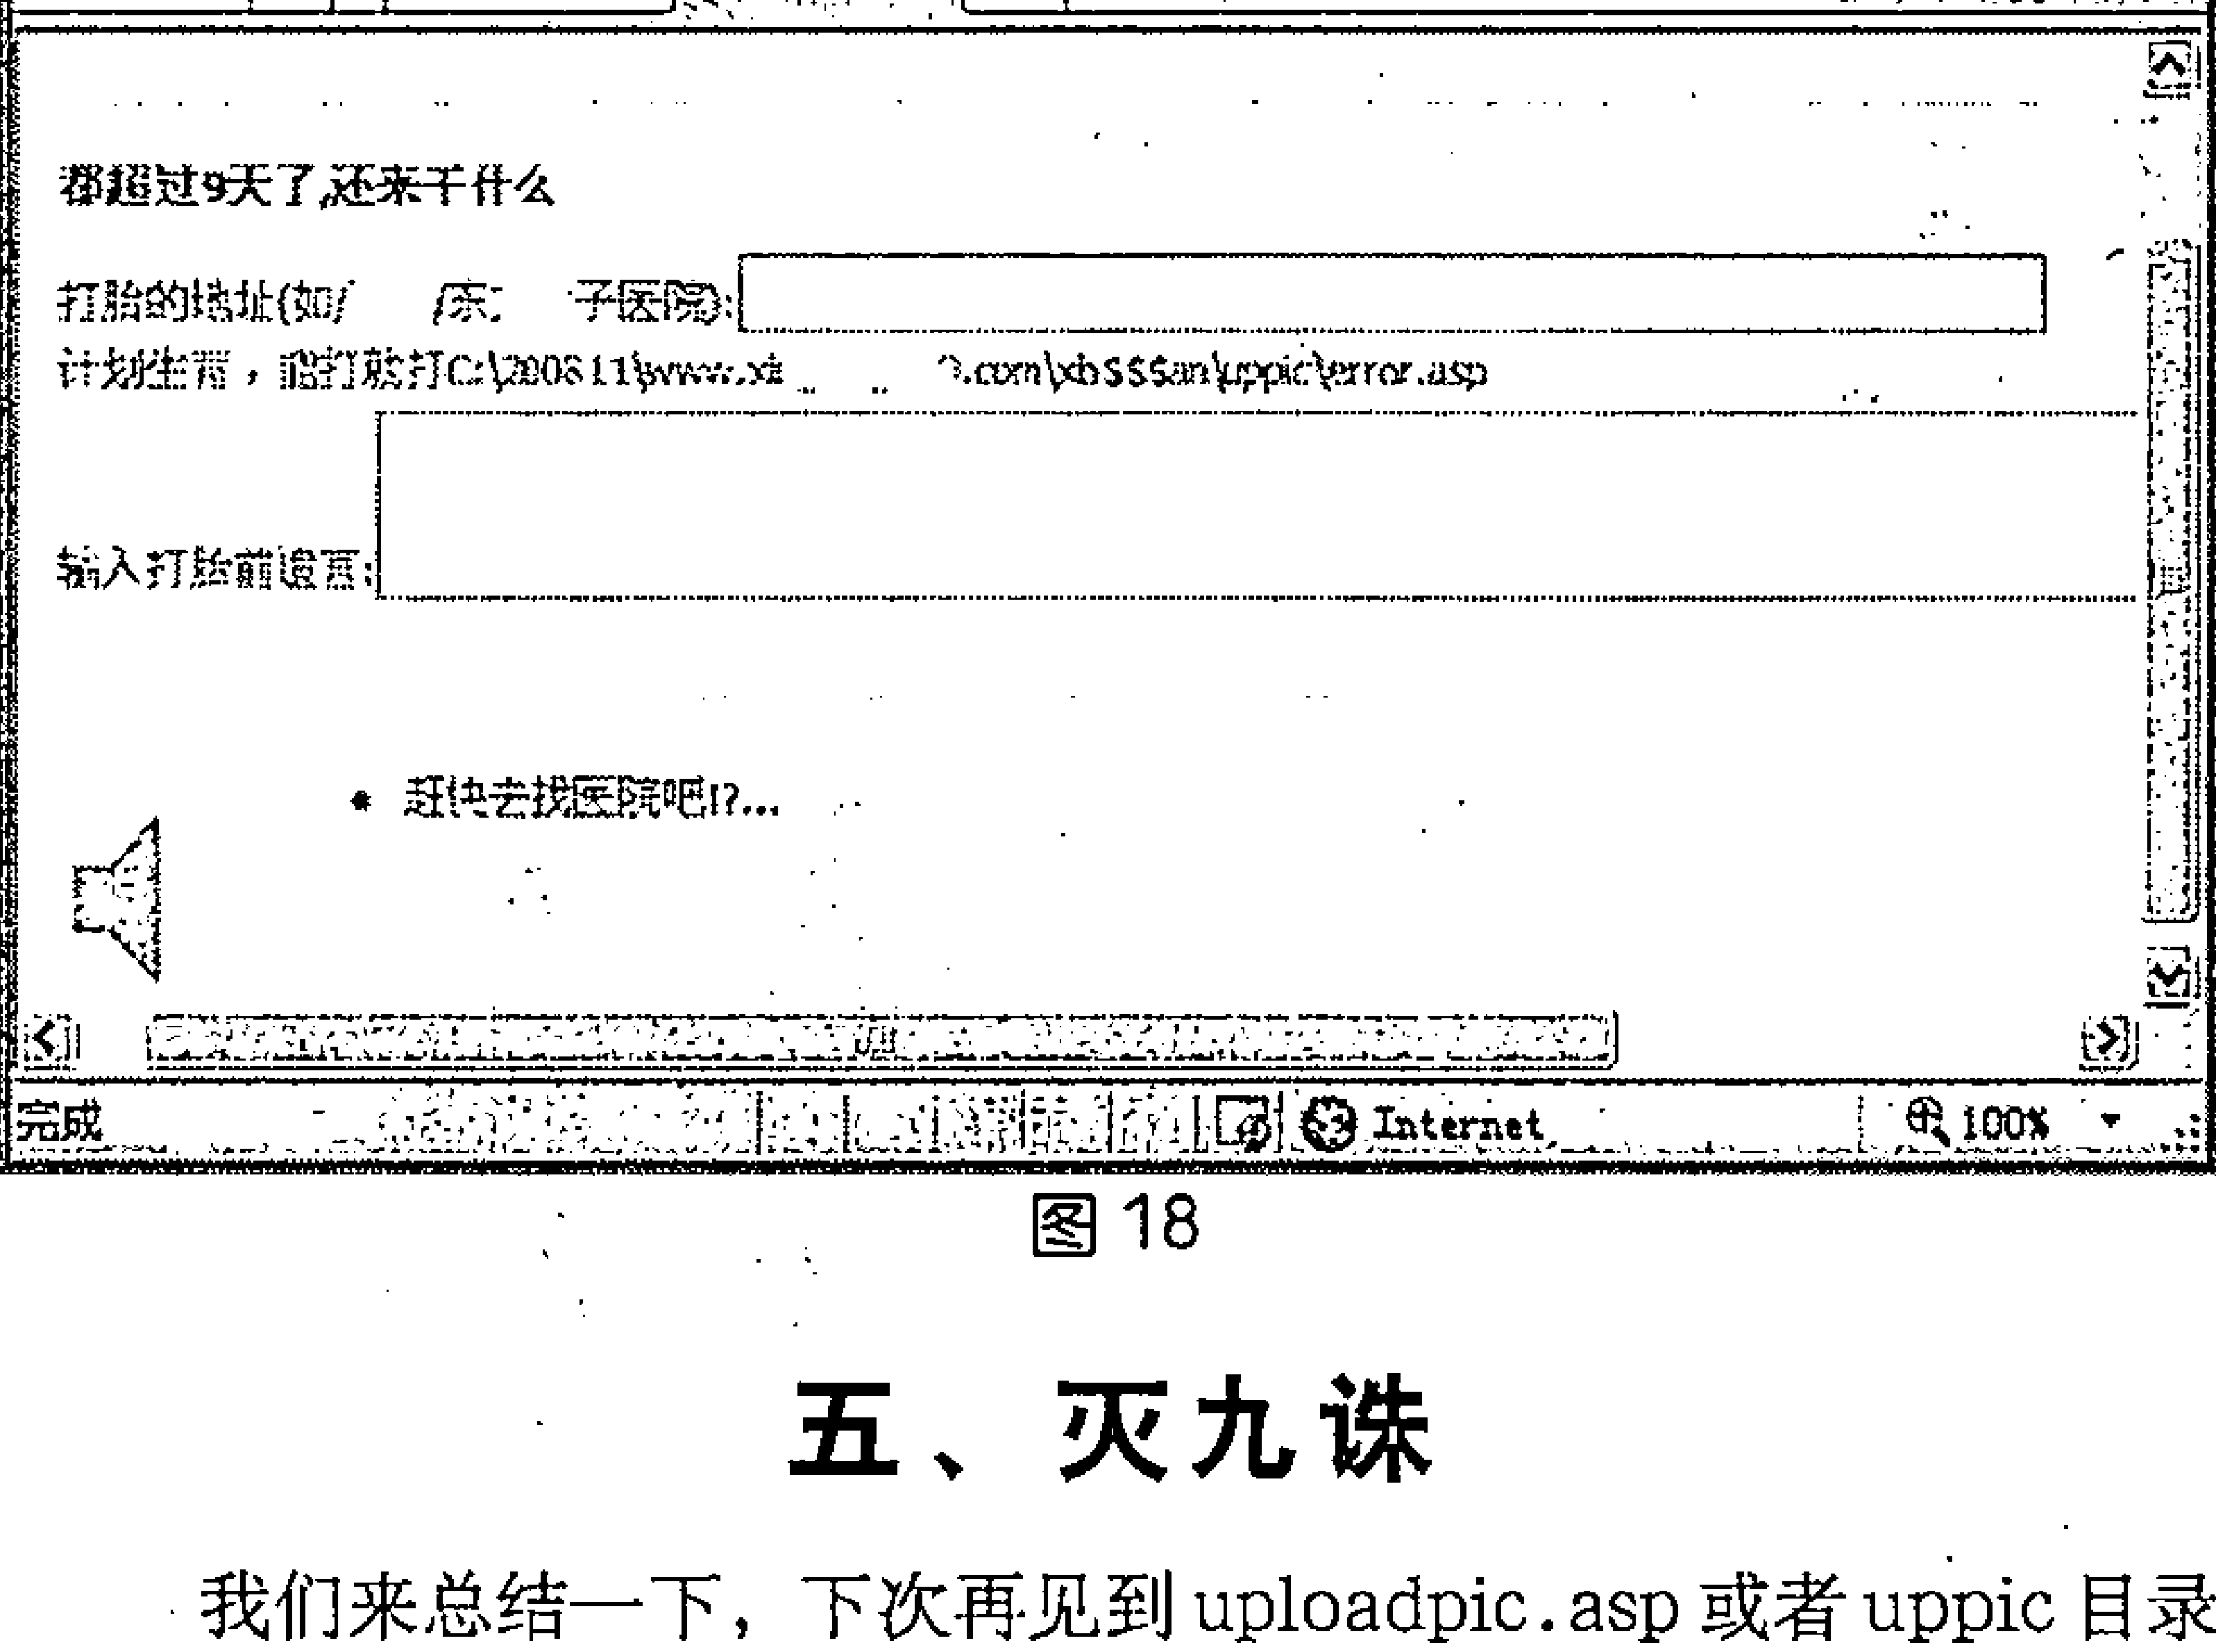 都超过9天了,还来干什么
打胎的地址(如/ /东 子医院):
计划生育，能打就打C:\200811\www.xk .com\xb$$$an\uppic\error.asp
输入打胎前遗言:
赶快去找医院吧!?...
完成 Internet 100%
图 18
五、灭九诛
我们来总结一下，下次再见到 uploadpic.asp 或者 uppic 目录